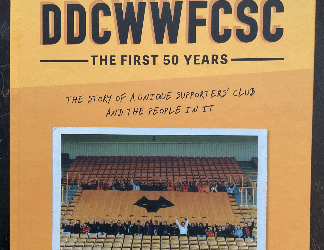 DDCWWFCSC
THE FIRST 50 YEARS
THE STORY OF A UNIQUE SUPPORTERS' CLUB
AND THE PEOPLE IN IT